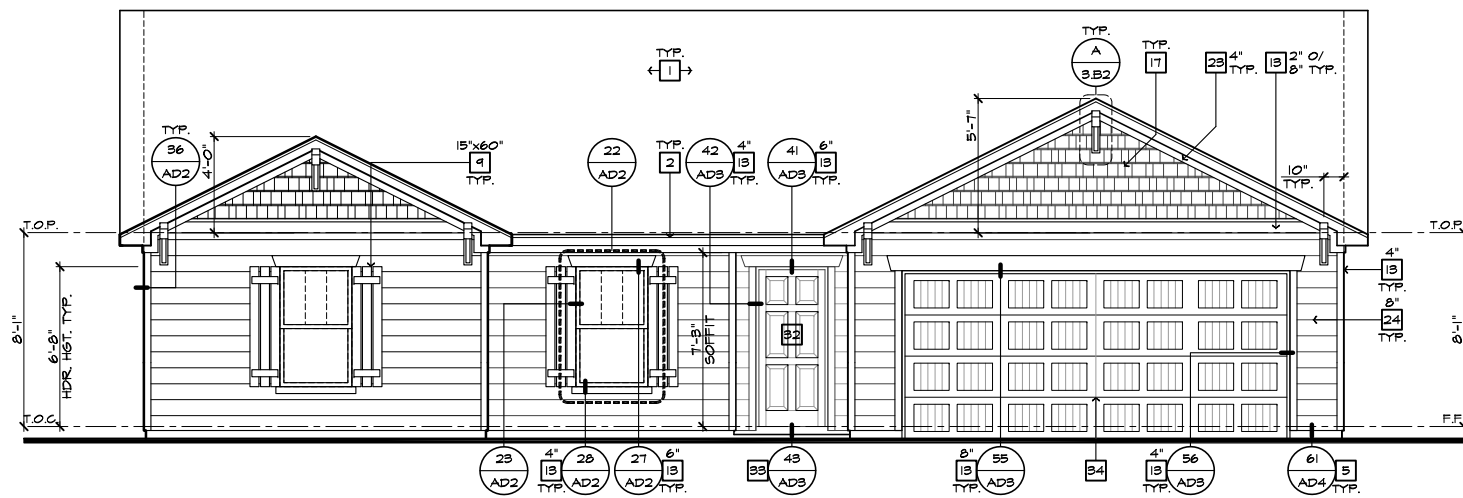 TYP.
1
TYP.
A
3.B2
TYP.
17
23 4"
TYP.
13 2" O/
8" TYP.
TYP.
36
AD2
4'-0"
15"x60"
9
TYP.
22
AD2
TYP.
2
42
AD3
4"
13
TYP.
41
AD3
6"
13
TYP.
5'-7"
10"
TYP.
T.O.P.
T.O.P.
8'-1"
6'-8"
HDR. HGT. TYP.
7'-3"
SOFFIT
32
4"
13
TYP.
8"
24
TYP.
8'-1"
T.O.C.
F.F.
23
AD2
4"
13
TYP.
28
AD2
27
AD2
6"
13
TYP.
33
43
AD3
8"
13
TYP.
55
AD3
34
4"
13
TYP.
56
AD3
61
AD4
5
TYP.